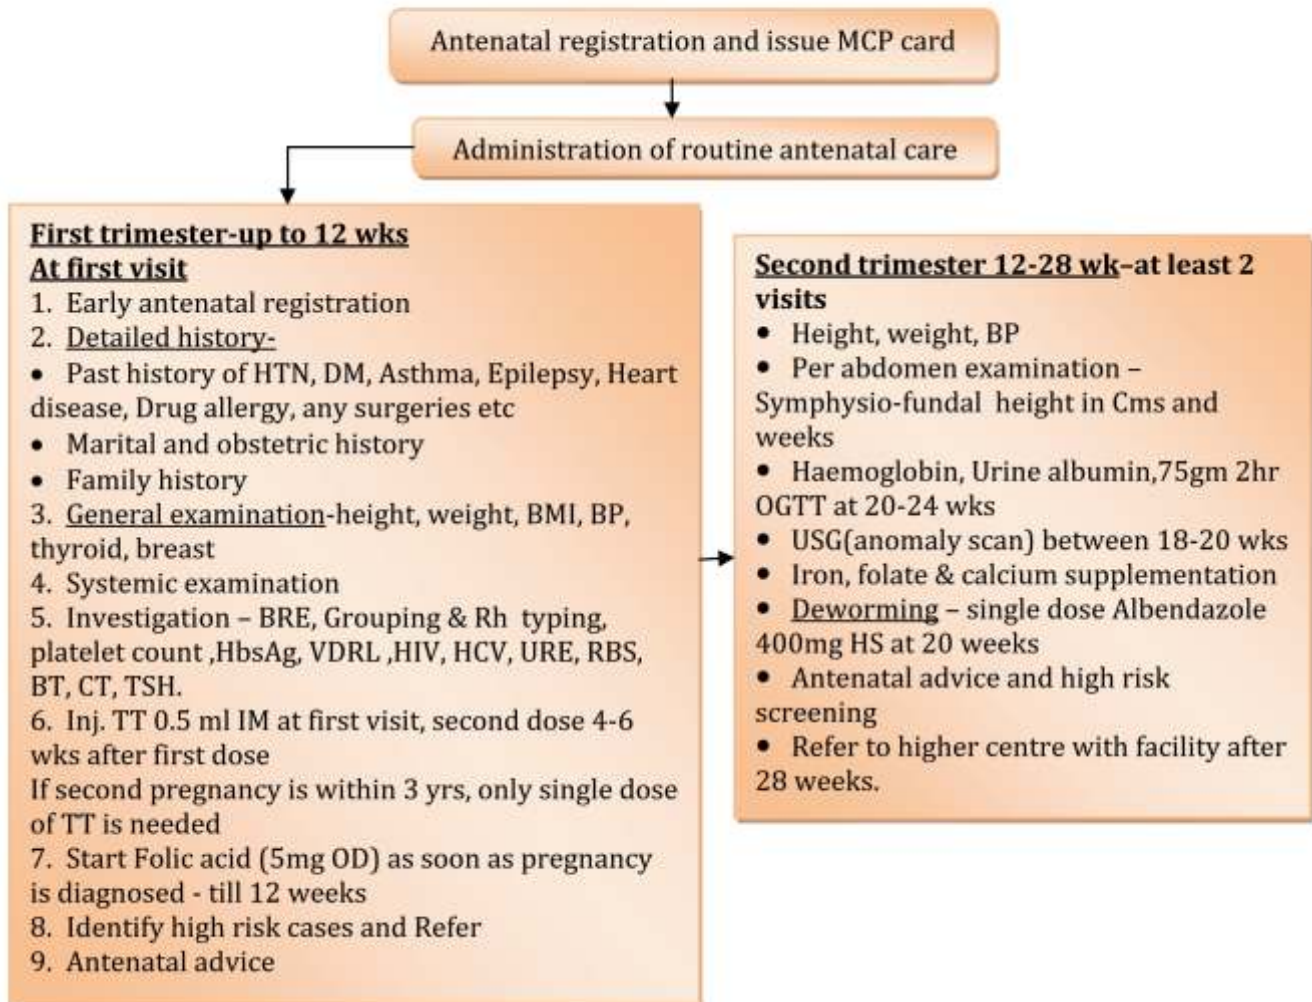 Antenatal registration and issue MCP card
Administration of routine antenatal care
First trimester-up to 12 wks
At first visit
1. Early antenatal registration
2. Detailed history-
• Past history of HTN, DM, Asthma, Epilepsy, Heart
disease, Drug allergy, any surgeries etc
• Marital and obstetric history
• Family history
3. General examination-height, weight, BMI, BP,
thyroid, breast
4. Systemic examination
5. Investigation – BRE, Grouping & Rh typing,
platelet count ,HbsAg, VDRL ,HIV, HCV, URE, RBS,
BT, CT, TSH.
6. Inj. TT 0.5 ml IM at first visit, second dose 4-6
wks after first dose
If second pregnancy is within 3 yrs, only single dose
of TT is needed
7. Start Folic acid (5mg OD) as soon as pregnancy
is diagnosed - till 12 weeks
8. Identify high risk cases and Refer
9. Antenatal advice
Second trimester 12-28 wk–at least 2
visits
• Height, weight, BP
• Per abdomen examination –
Symphysio-fundal height in Cms and
weeks
• Haemoglobin, Urine albumin,75gm 2hr
OGTT at 20-24 wks
• USG(anomaly scan) between 18-20 wks
• Iron, folate & calcium supplementation
• Deworming – single dose Albendazole
400mg HS at 20 weeks
• Antenatal advice and high risk
screening
• Refer to higher centre with facility after
28 weeks.